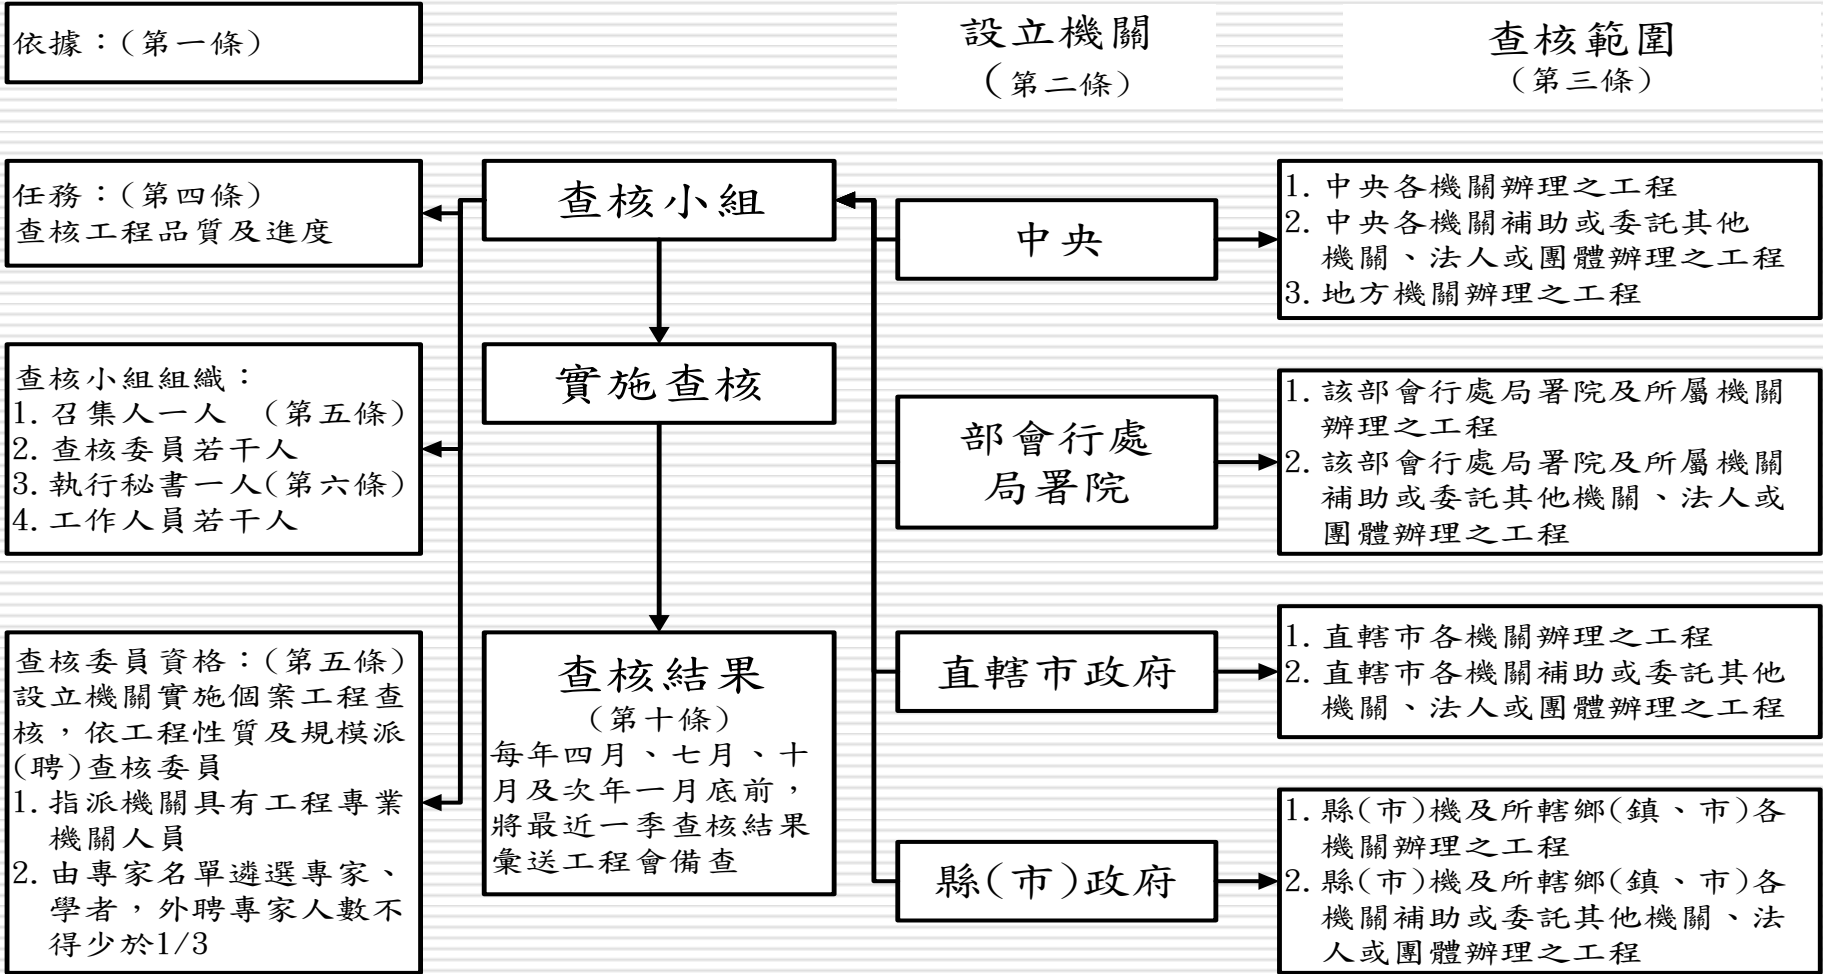 依據：(第一條)
設立機關
（第二條）
查核範圍
（第三條）
任務：(第四條)
查核工程品質及進度
查核小組組織：
1. 召集人一人　(第五條)
2. 查核委員若干人
3. 執行秘書一人(第六條)
4. 工作人員若干人
查核委員資格：(第五條)
設立機關實施個案工程查
核，依工程性質及規模派
(聘)查核委員
1. 指派機關具有工程專業
機關人員
2. 由專家名單遴選專家、
學者，外聘專家人數不
得少於1/3
查核小組
實施查核
查核結果
（第十條）
每年四月、七月、十
月及次年一月底前，
將最近一季查核結果
彙送工程會備查
中央
部會行處
局署院
直轄市政府
縣(市)政府
1. 中央各機關辦理之工程
2. 中央各機關補助或委託其他
機關、法人或團體辦理之工程
3. 地方機關辦理之工程
1. 該部會行處局署院及所屬機關
辦理之工程
2. 該部會行處局署院及所屬機關
補助或委託其他機關、法人或
團體辦理之工程
1. 直轄市各機關辦理之工程
2. 直轄市各機關補助或委託其他
機關、法人或團體辦理之工程
1. 縣(市)機及所轄鄉(鎮、市)各
機關辦理之工程
2. 縣(市)機及所轄鄉(鎮、市)各
機關補助或委託其他機關、法
人或團體辦理之工程